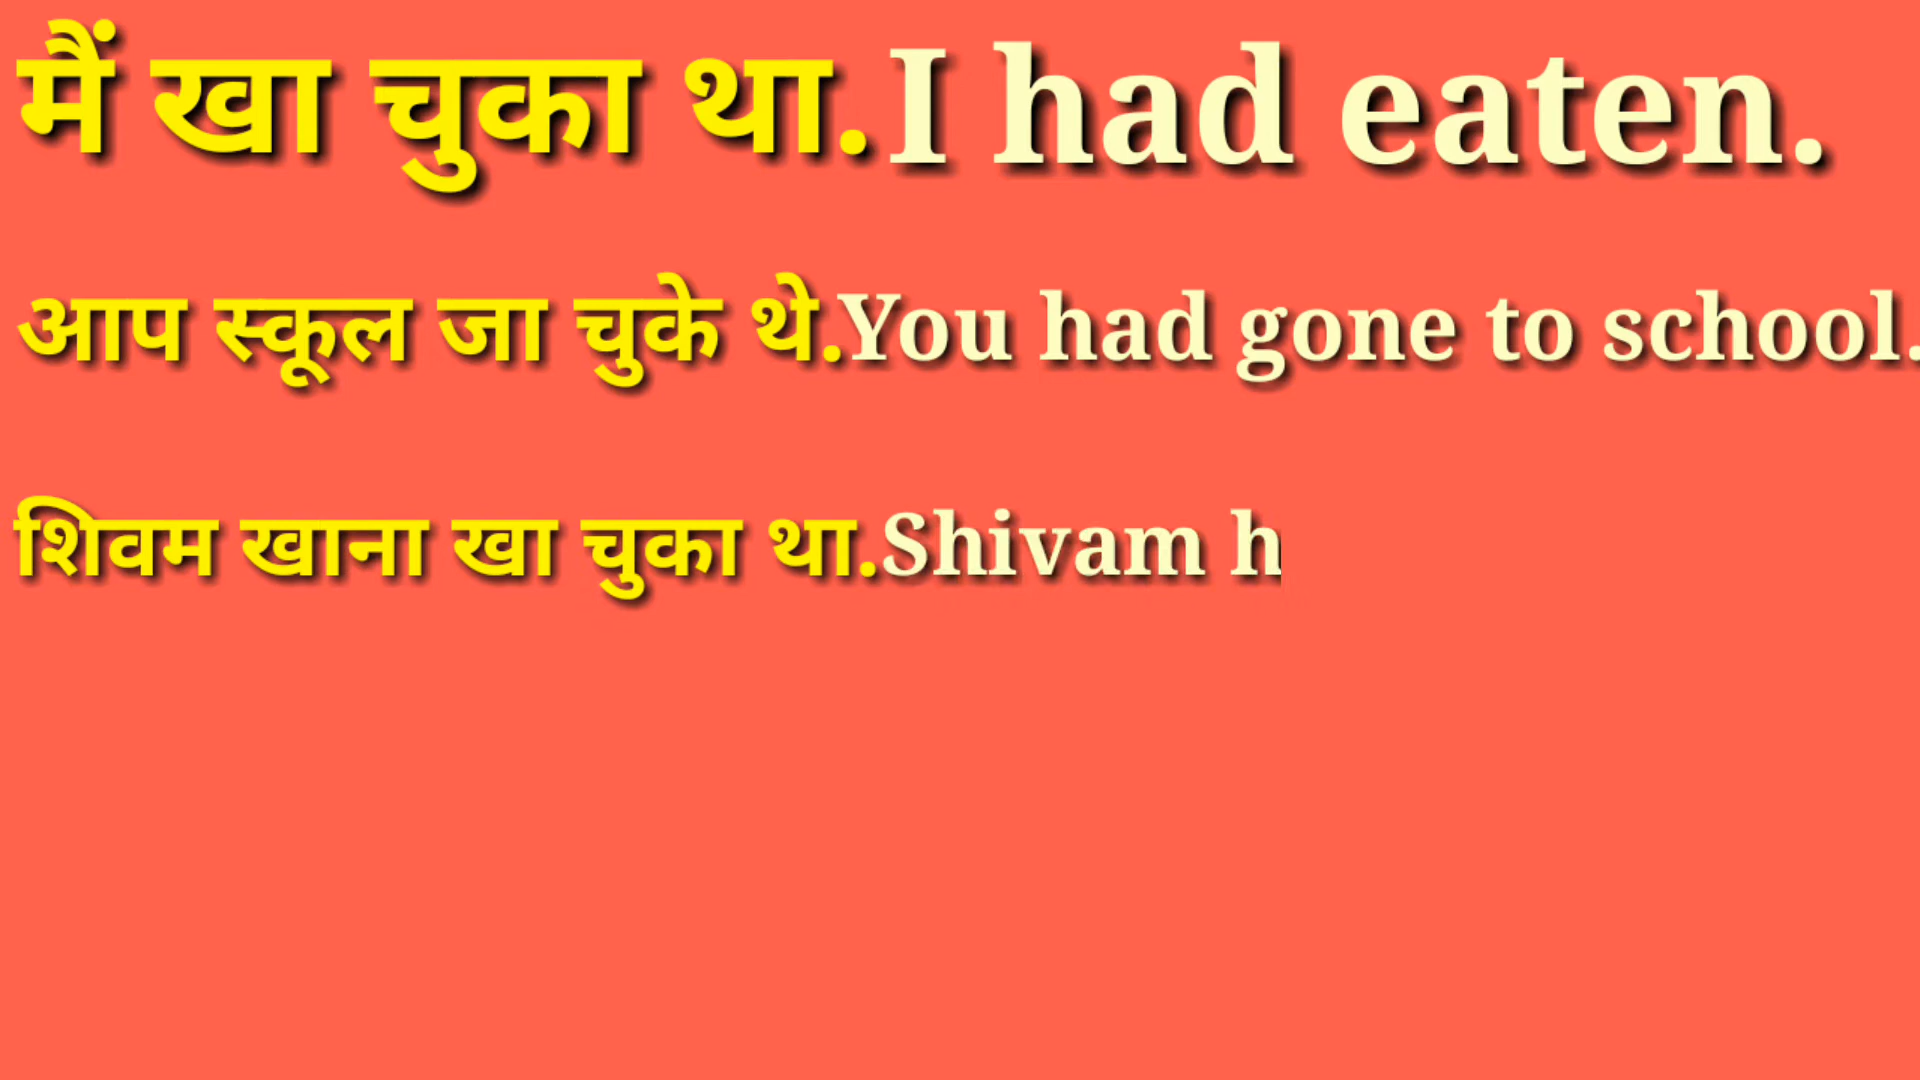 मैं खा चुका था. I had eaten.
आप स्कूल जा चुके थे. You had gone to school.
शिवम खाना खा चुका था. Shivam h